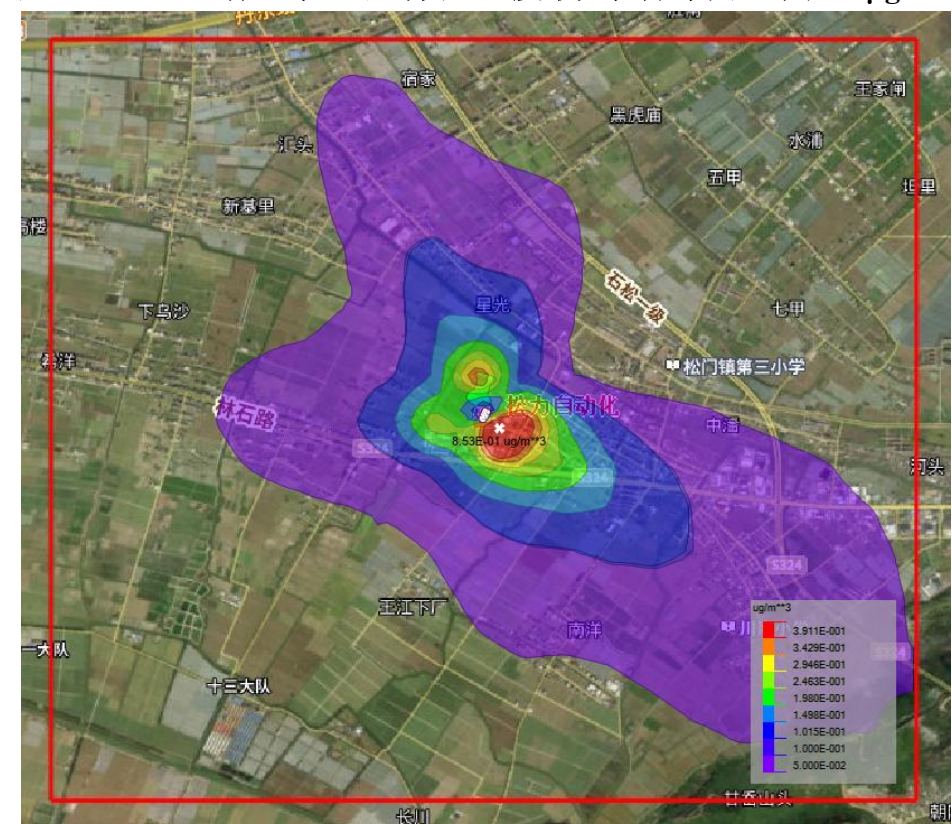 宿家
王家闸
黑虎庙
汇头
水浦
五甲
坦里
新基里
星光
石松一级
下乌沙
七甲
松门镇第三小学
林石路
松力自动化
中涵
8.53E-01 ug/m**3
S324
S324
河头
S324
王江下厂
南洋
ug/m**3
3.911E-001
3.429E-001
2.946E-001
2.463E-001
1.980E-001
1.498E-001
1.015E-001
1.000E-001
5.000E-002
一大队
十三大队
甘岙山头
长川